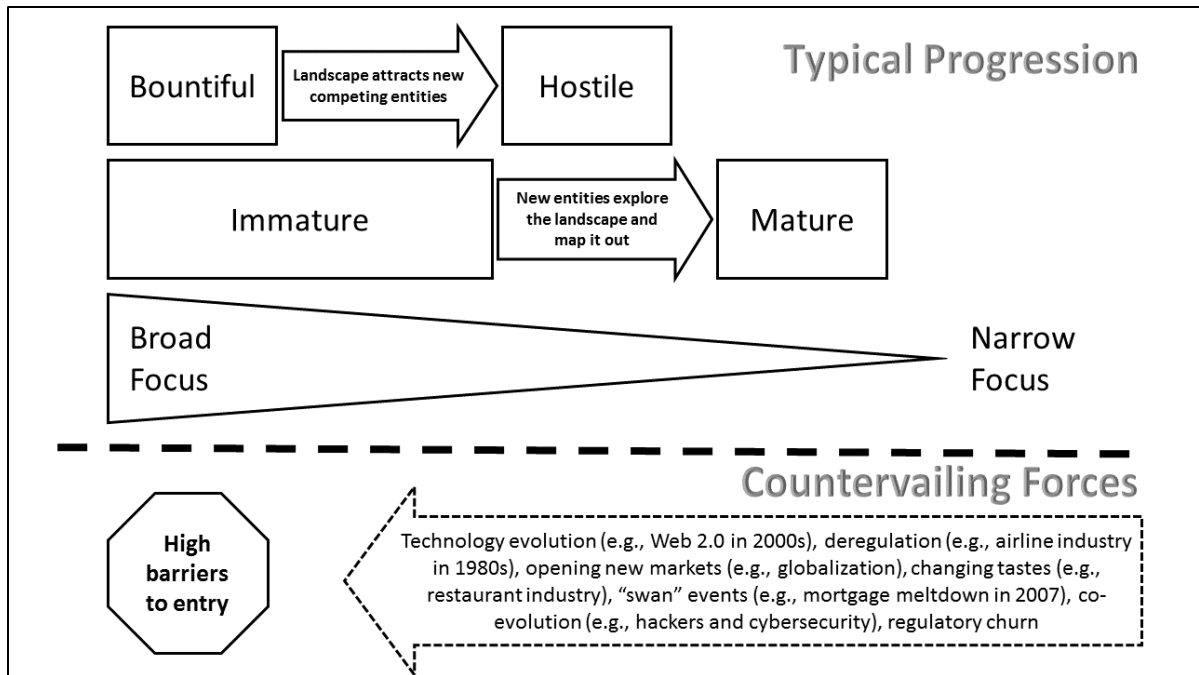 Typical Progression
Bountiful
Landscape attracts new
competing entities
Hostile
Immature
New entities explore
the landscape and
map it out
Mature
Broad
Focus
Narrow
Focus
Countervailing Forces
High
barriers
to entry
Technology evolution (e.g., Web 2.0 in 2000s), deregulation (e.g., airline industry
in 1980s), opening new markets (e.g., globalization), changing tastes (e.g.,
restaurant industry), “swan” events (e.g., mortgage meltdown in 2007), co-
evolution (e.g., hackers and cybersecurity), regulatory churn